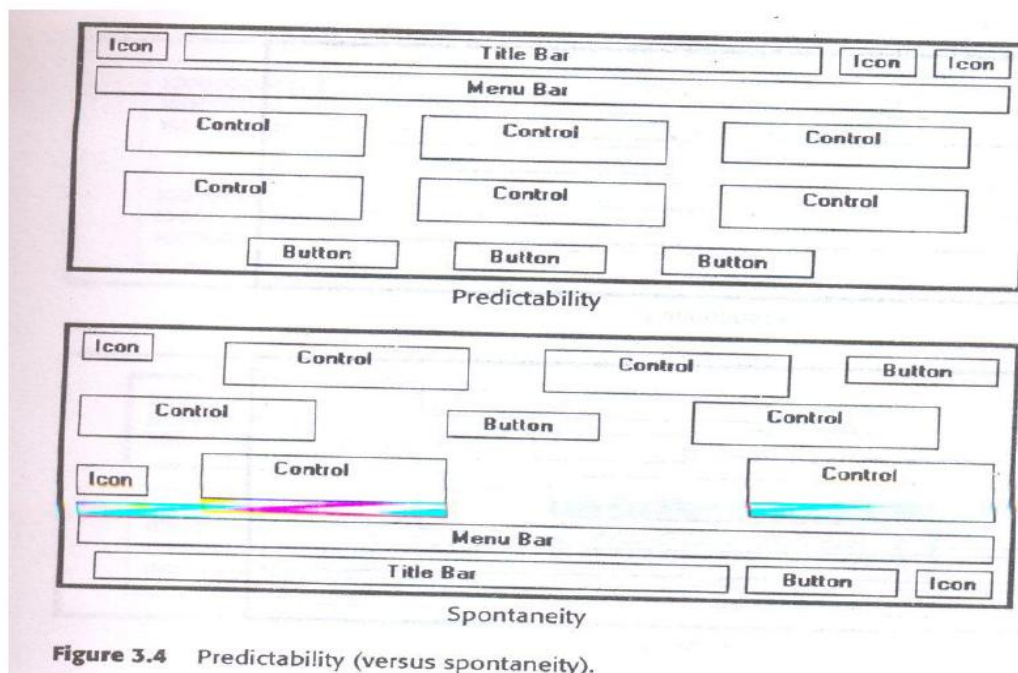 Icon Title Bar Icon Icon
Menu Bar
Control Control Control
Control Control Control
Button Button Button
Predictability
Icon Control Control Button
Control Button Control
Icon Control Control
Menu Bar
Title Bar Button Icon
Spontaneity
Figure 3.4 Predictability (versus spontaneity).